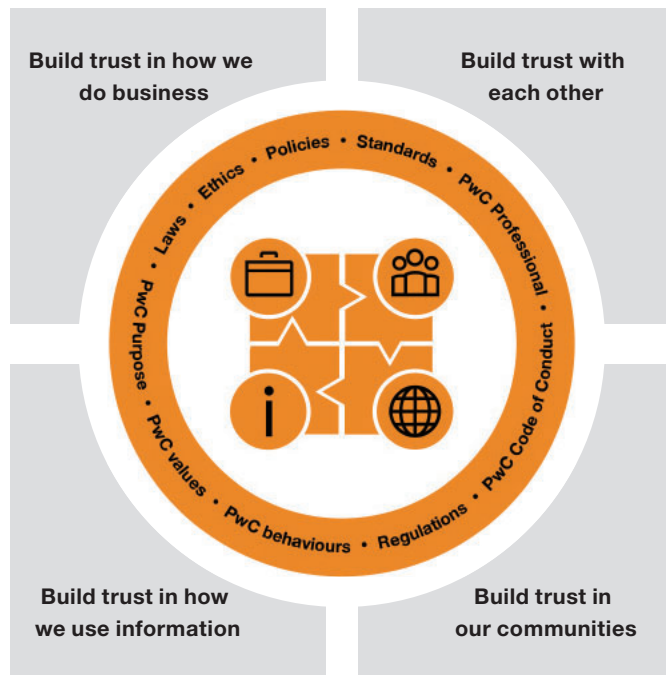 Build trust in how we
do business
Build trust with
each other
Laws • Ethics • Policies • Standards • PwC Professional • PwC Code of Conduct • Regulations • PwC behaviours • PwC values • PwC Purpose •
i
Build trust in how
we use information
Build trust in
our communities